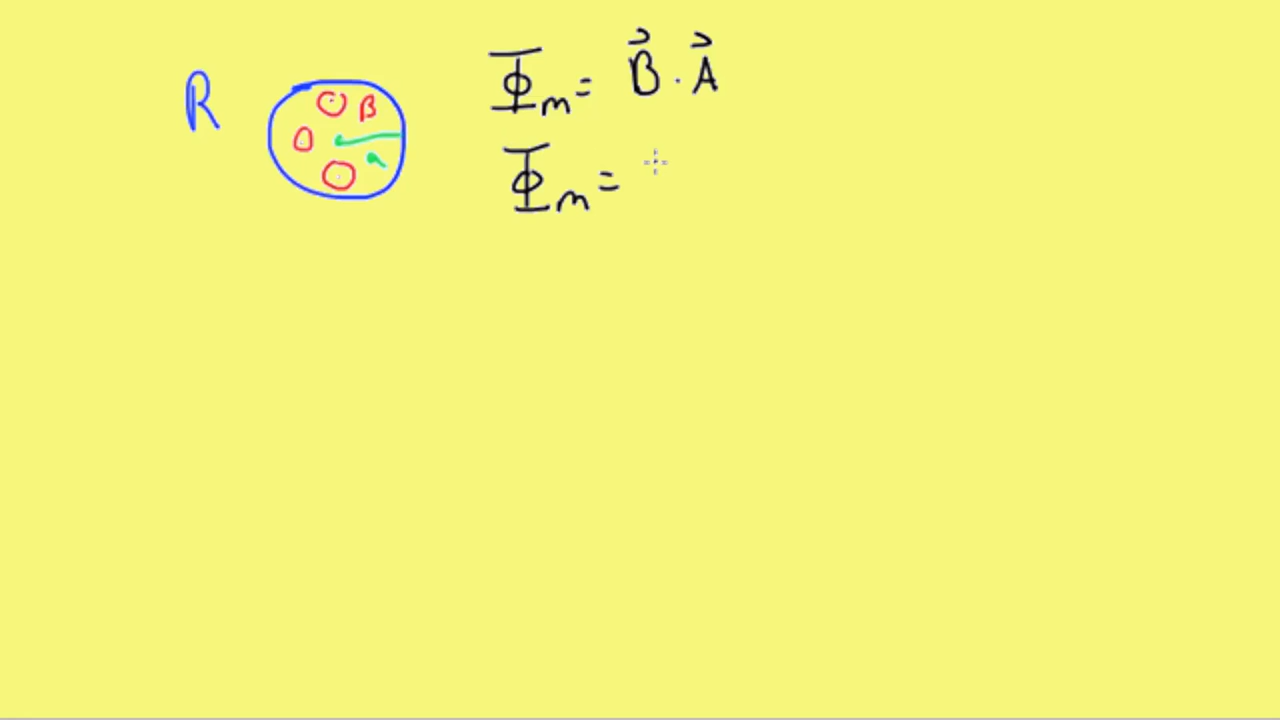 R
B
a
Φₘ = B⃗ · A⃗
Φₘ =